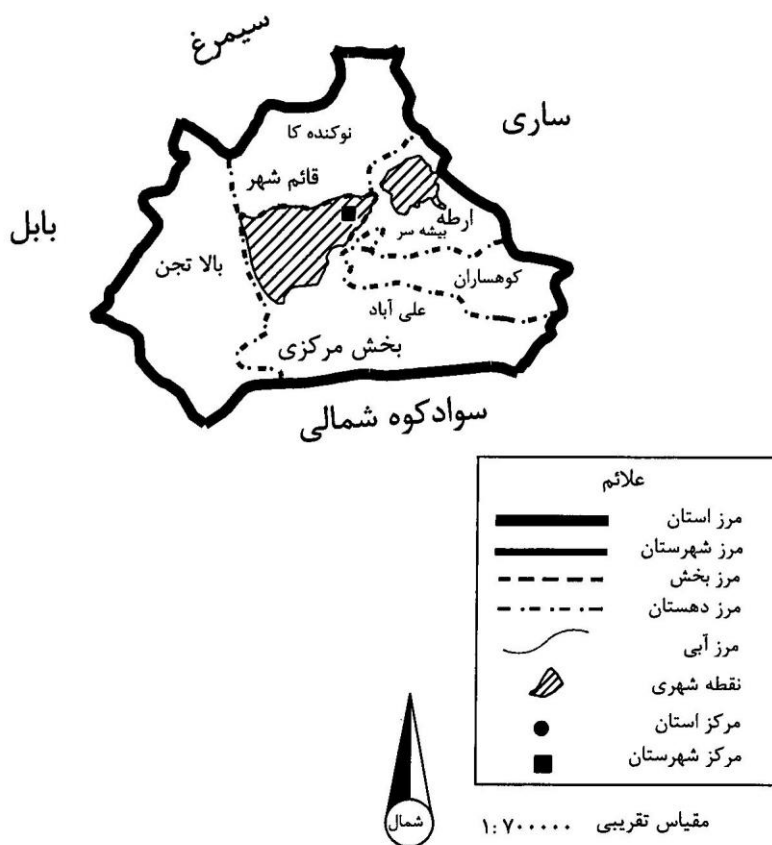 سیمرغ
ساری
نوکنده کا
قائم شهر
ارطه
بیشه سر
بابل
بالا تجن
کوهساران
علی آباد
بخش مرکزی
سوادکوه شمالی
علائم
مرز استان
مرز شهرستان
مرز بخش
مرز دهستان
مرز آبی
نقطه شهری
مرکز استان
مرکز شهرستان
شمال
مقیاس تقریبی ۱:۷۰۰۰۰۰